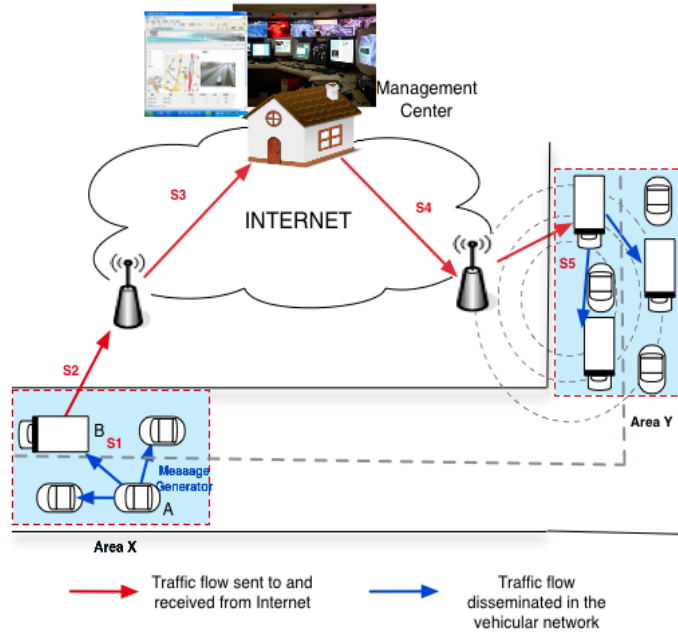 Management
Center
S3
INTERNET
S4
S5
S2
B
S1
Message
Generator
A
Area X
Area Y
Traffic flow sent to and
received from Internet
Traffic flow
disseminated in the
vehicular network